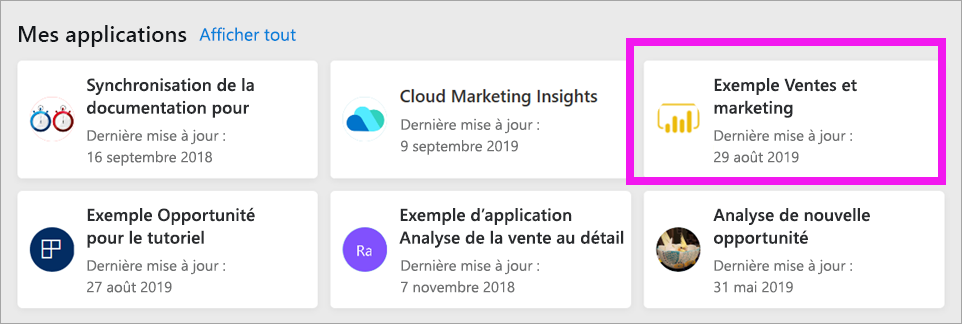 Mes applications Afficher tout
Synchronisation de la
documentation pour
Dernière mise à jour :
16 septembre 2018
Cloud Marketing Insights
Dernière mise à jour :
9 septembre 2019
Exemple Ventes et
marketing
Dernière mise à jour :
29 août 2019
Exemple Opportunité
pour le tutoriel
Dernière mise à jour :
27 août 2019
Ra
Exemple d’application
Analyse de la vente au détail
Dernière mise à jour :
7 novembre 2018
Analyse de nouvelle
opportunité
Dernière mise à jour :
31 mai 2019